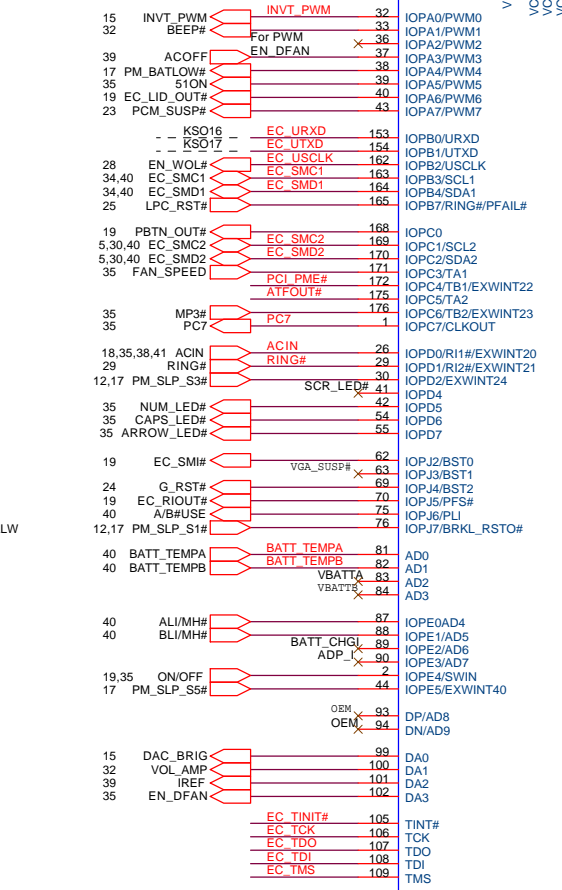 15 INVT_PWM INVT_PWM 32 IOPA0/PWM0
32 BEEP# 33 IOPA1/PWM1
For PWM 36 IOPA2/PWM2
39 ACOFF EN_DFAN 37 IOPA3/PWM3
17 PM_BATLOW# 38 IOPA4/PWM4
35 51ON 39 IOPA5/PWM5
19 EC_LID_OUT# 40 IOPA6/PWM6
23 PCM_SUSP# 43 IOPA7/PWM7
KSO16 EC_URXD 153 IOPB0/URXD
KSO17 EC_UTXD 154 IOPB1/UTXD
28 EN_WOL# EC_USCLK 162 IOPB2/USCLK
34,40 EC_SMC1 EC_SMC1 163 IOPB3/SCL1
34,40 EC_SMD1 EC_SMD1 164 IOPB4/SDA1
25 LPC_RST# 165 IOPB7/RING#/PFAIL#
19 PBTN_OUT# 168 IOPC0
5,30,40 EC_SMC2 EC_SMC2 169 IOPC1/SCL2
5,30,40 EC_SMD2 EC_SMD2 170 IOPC2/SDA2
35 FAN_SPEED 171 IOPC3/TA1
PCI_PME# 172 IOPC4/TB1/EXWINT22
ATFOUT# 175 IOPC5/TA2
35 MP3# 176 IOPC6/TB2/EXWINT23
35 PC7 PC7 1 IOPC7/CLKOUT
18,35,38,41 ACIN ACIN 26 IOPD0/RI1#/EXWINT20
29 RING# RING# 29 IOPD1/RI2#/EXWINT21
12,17 PM_SLP_S3# 30 IOPD2/EXWINT24
SCR_LED# 41 IOPD4
35 NUM_LED# 42 IOPD5
35 CAPS_LED# 54 IOPD6
35 ARROW_LED# 55 IOPD7
19 EC_SMI# 62 IOPJ2/BST0
VGA_SUSP# 63 IOPJ3/BST1
24 G_RST# 69 IOPJ4/BST2
19 EC_RIOUT# 70 IOPJ5/PFS#
40 A/B#USE 75 IOPJ6/PLI
LW 12,17 PM_SLP_S1# 76 IOPJ7/BRKL_RSTO#
40 BATT_TEMPA BATT_TEMPA 81 AD0
40 BATT_TEMPB BATT_TEMPB 82 AD1
VBATTA 83 AD2
VBATTB 84 AD3
40 ALI/MH# 87 IOPE0AD4
40 BLI/MH# 88 IOPE1/AD5
BATT_CHGI 89 IOPE2/AD6
ADP_I 90 IOPE3/AD7
19,35 ON/OFF 2 IOPE4/SWIN
17 PM_SLP_S5# 44 IOPE5/EXWINT40
OEM 93 DP/AD8
OEM 94 DN/AD9
15 DAC_BRIG 99 DA0
32 VOL_AMP 100 DA1
39 IREF 101 DA2
35 EN_DFAN 102 DA3
EC_TINIT# 105 TINT#
EC_TCK 106 TCK
EC_TDO 107 TDO
EC_TDI 108 TDI
EC_TMS 109 TMS